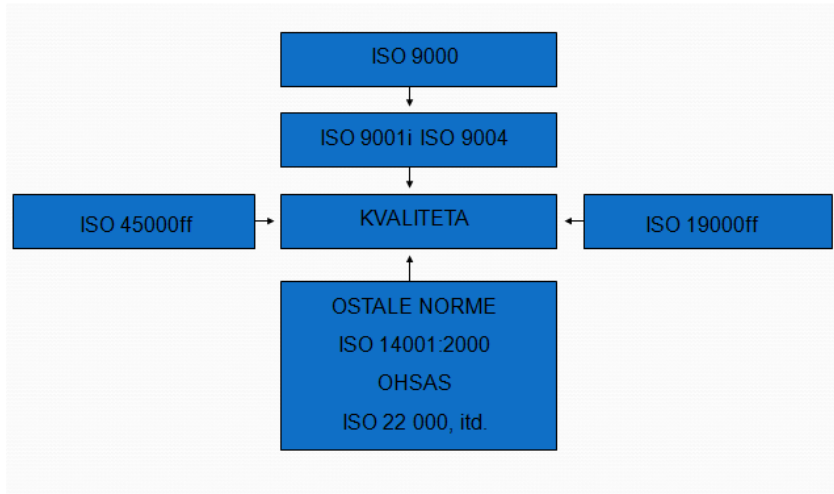 ISO 9000
ISO 9001i ISO 9004
ISO 45000ff
KVALITETA
ISO 19000ff
OSTALE NORME
ISO 14001:2000
OHSAS
ISO 22 000, itd.